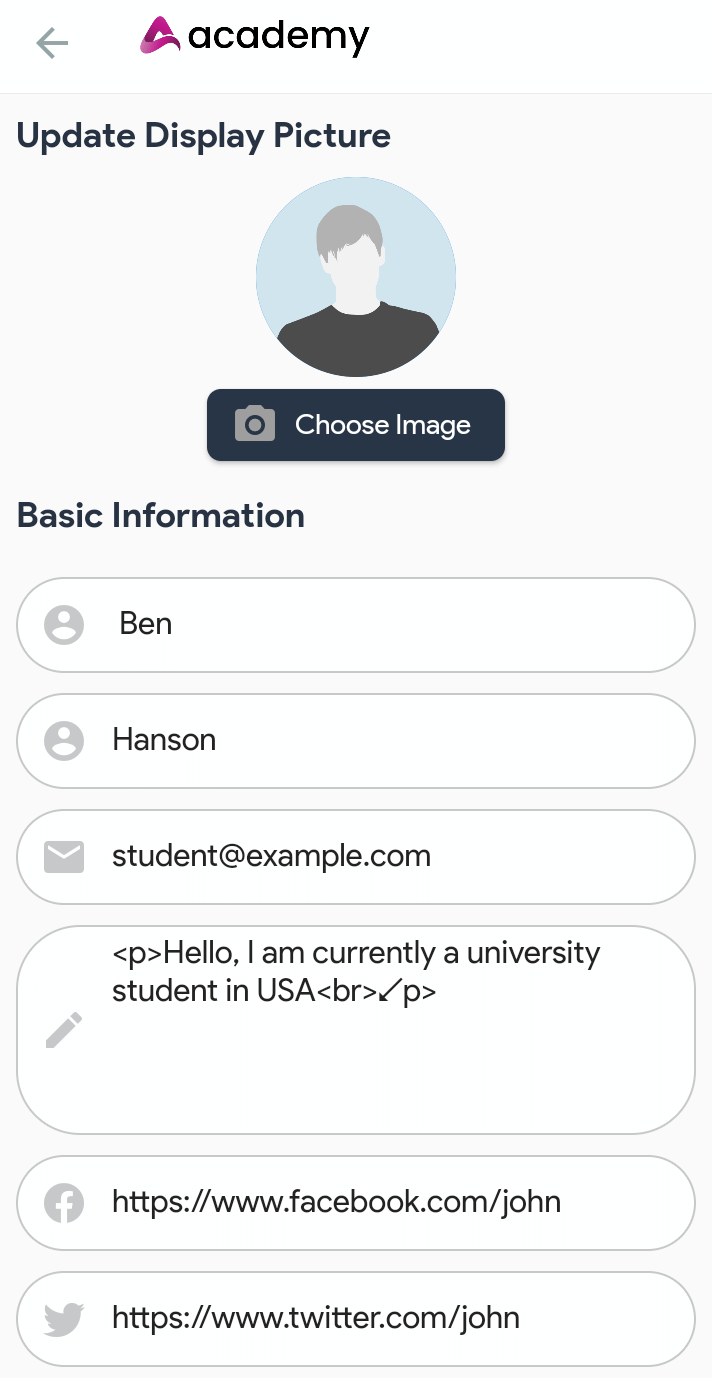 academy
Update Display Picture
Choose Image
Basic Information
Ben
Hanson
student@example.com
<p>Hello, I am currently a university
student in USA<br>↙p>
https://www.facebook.com/john
https://www.twitter.com/john